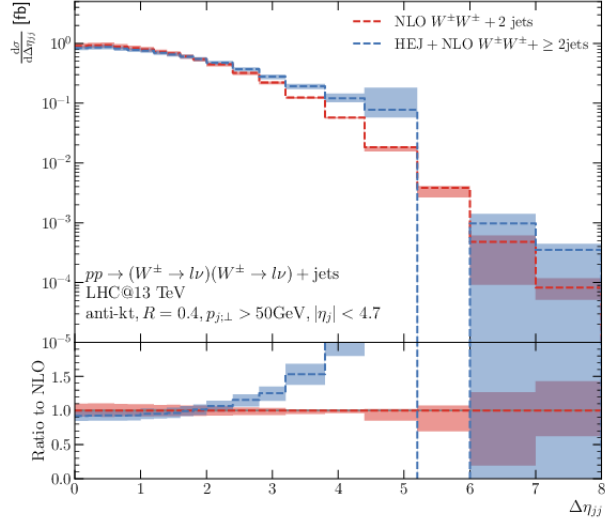 dσ/dΔη_jj [fb]
NLO W±W± + 2 jets
HEJ + NLO W±W± + ≥ 2jets
10⁰
10⁻¹
10⁻²
10⁻³
10⁻⁴
10⁻⁵
pp → (W± → lν)(W± → lν) + jets
LHC@13 TeV
anti-kt, R = 0.4, p_j;⊥ > 50GeV, |η_j| < 4.7
Ratio to NLO
1.5
1.0
0.5
0.0
0 1 2 3 4 5 6 7 8
Δη_jj